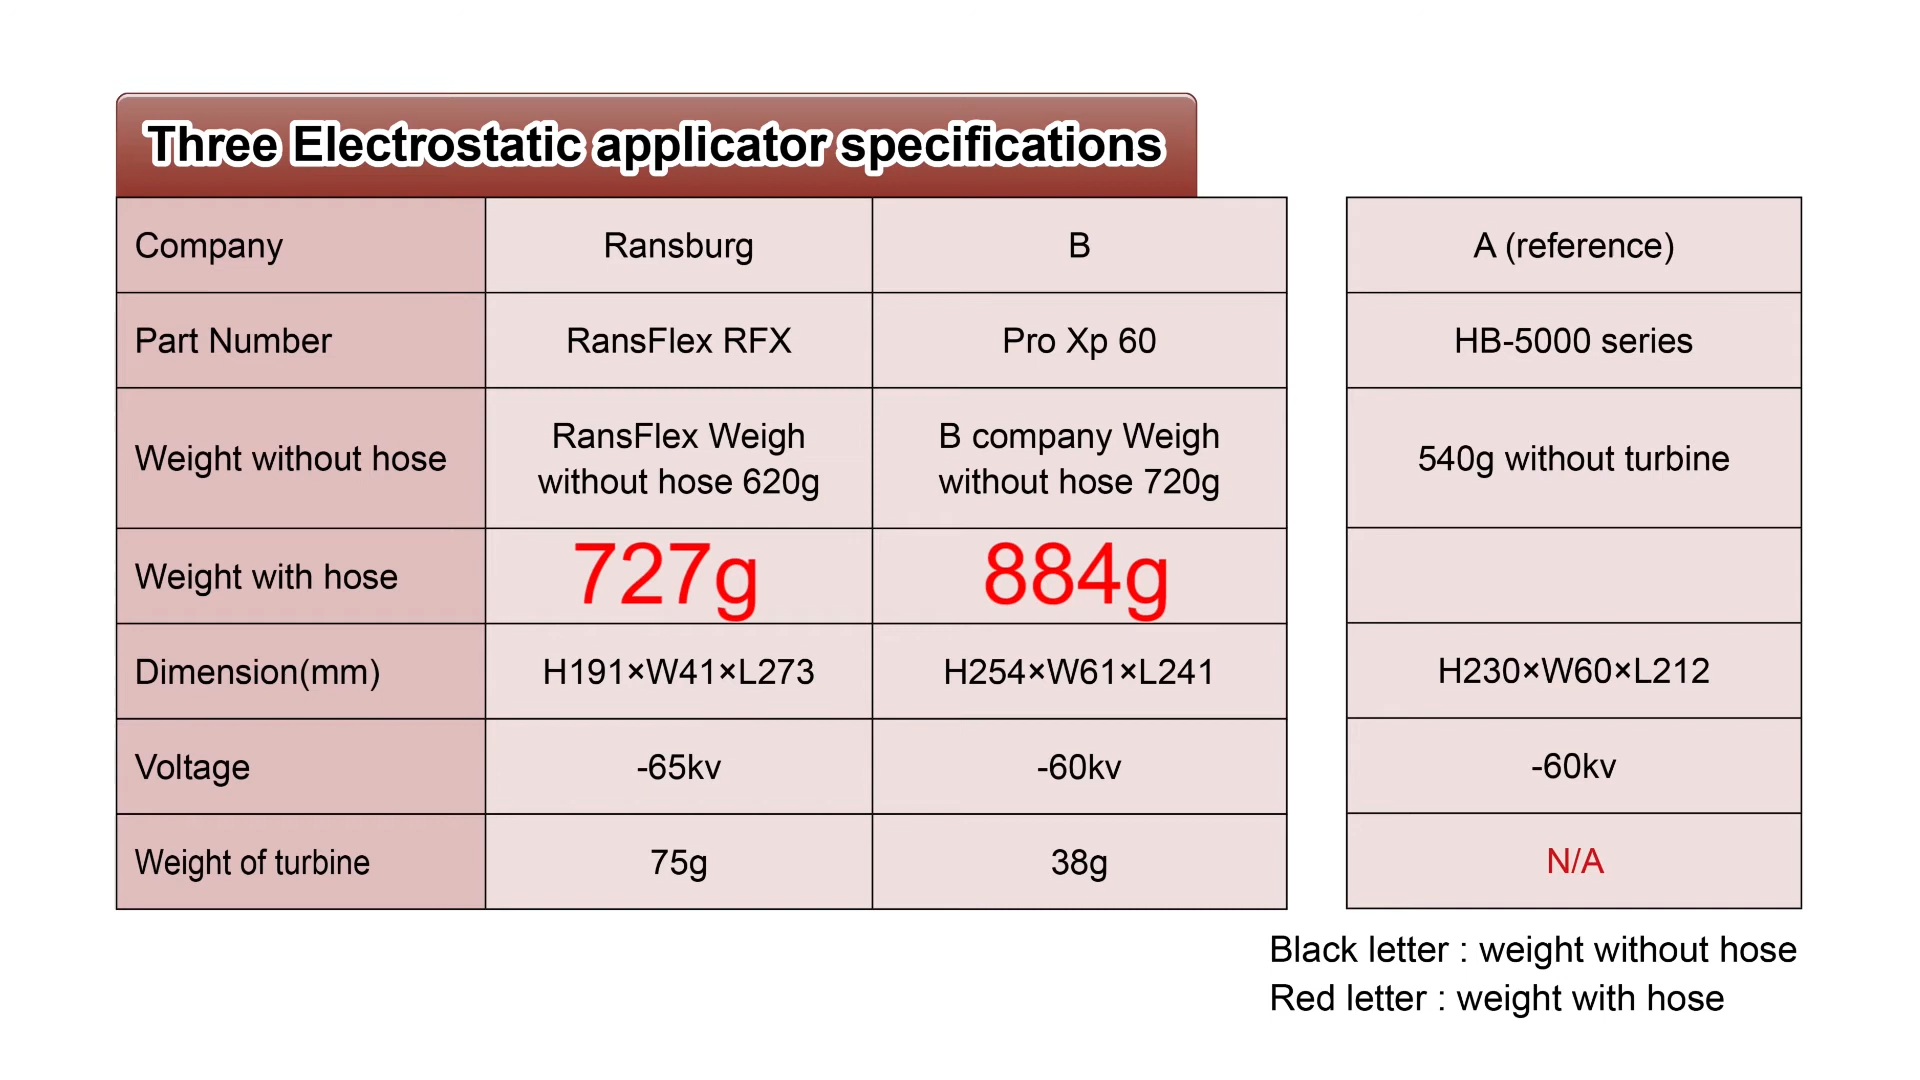 Three Electrostatic applicator specifications
Company
Ransburg
B
A (reference)
Part Number
RansFlex RFX
Pro Xp 60
HB-5000 series
Weight without hose
RansFlex Weigh
without hose 620g
B company Weigh
without hose 720g
540g without turbine
Weight with hose
727g
884g
Dimension(mm)
H191×W41×L273
H254×W61×L241
H230×W60×L212
Voltage
-65kv
-60kv
-60kv
Weight of turbine
75g
38g
N/A
Black letter : weight without hose
Red letter : weight with hose